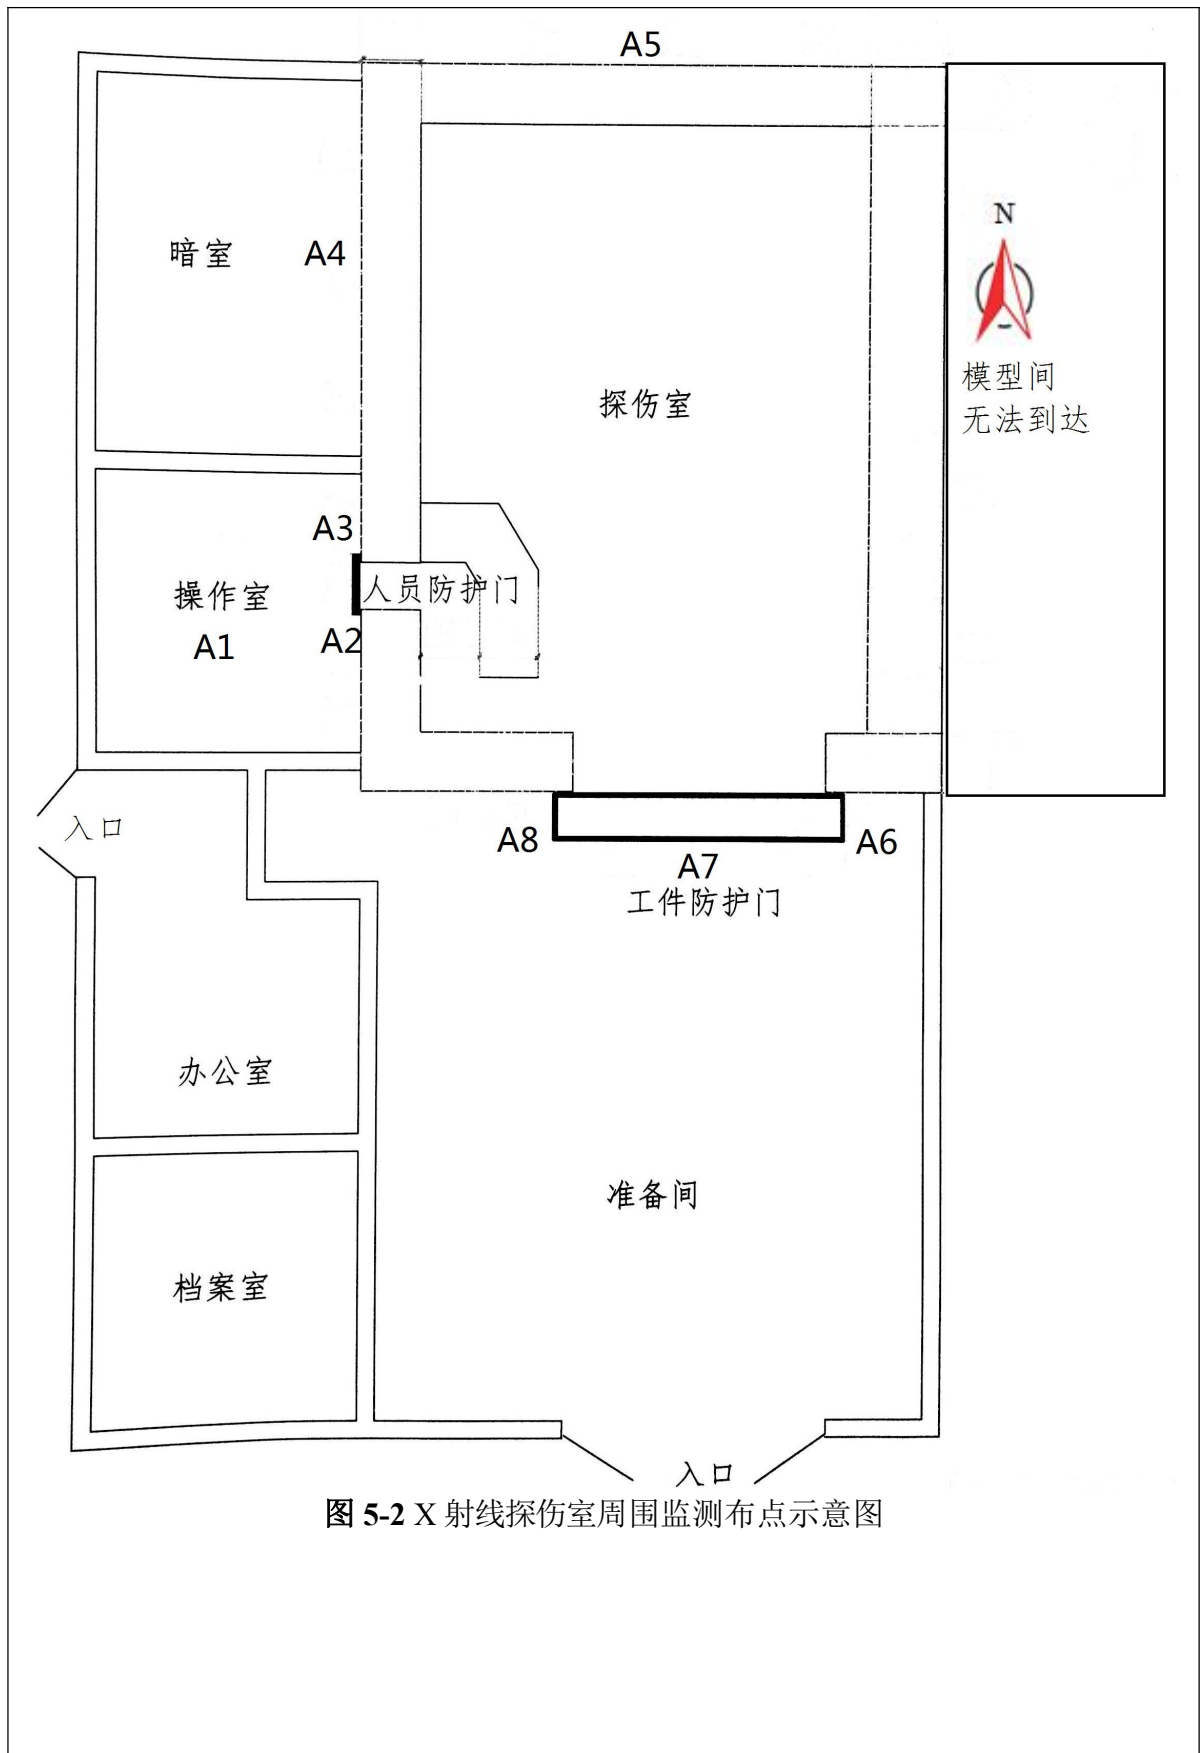 A5
N
暗室
A4
模型间
无法到达
探伤室
A3
操作室
人员防护门
A1
A2
入口
A8
A7
A6
工件防护门
办公室
准备间
档案室
入口
图 5-2 X 射线探伤室周围监测布点示意图